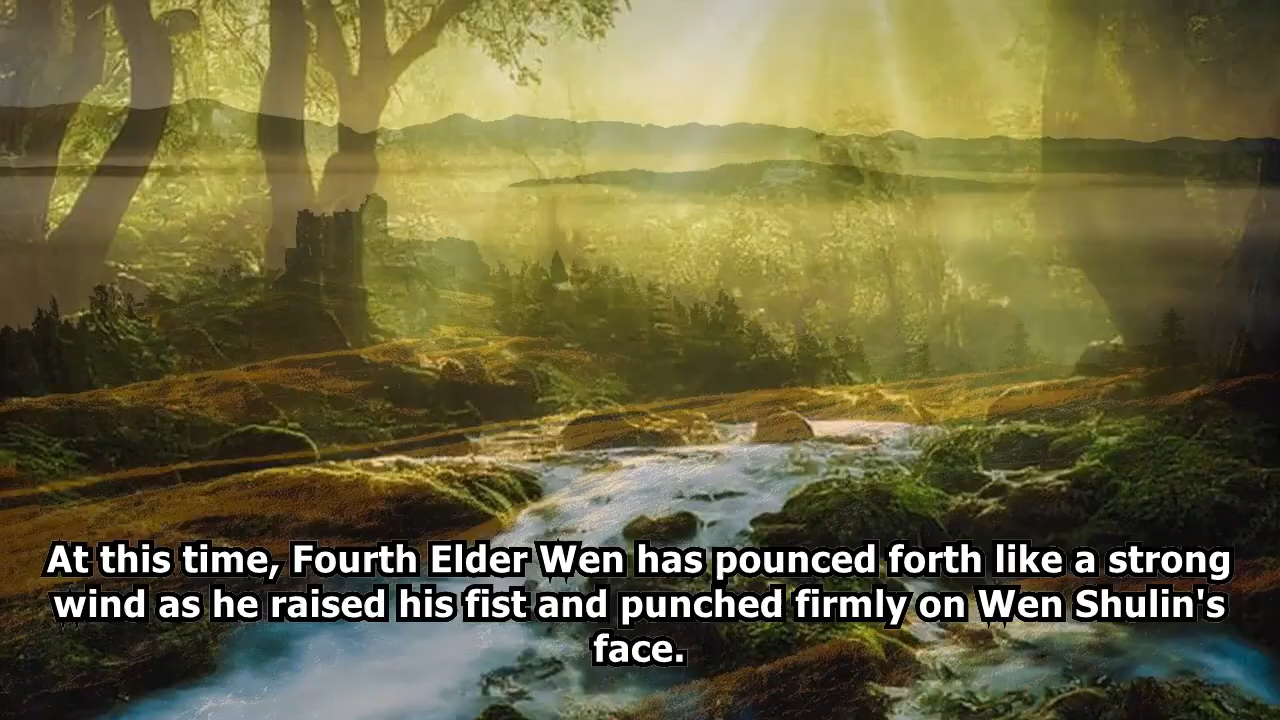 At this time, Fourth Elder Wen has pounced forth like a strong
wind as he raised his fist and punched firmly on Wen Shulin's
face.